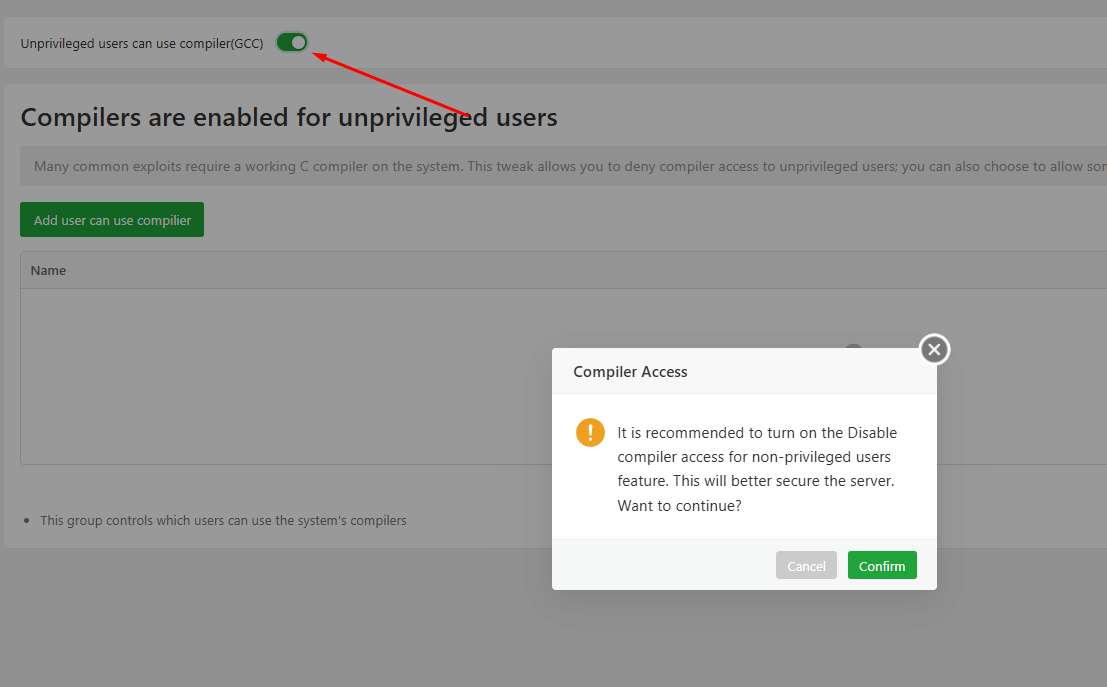 Unprivileged users can use compiler(GCC)
Compilers are enabled for unprivileged users
Many common exploits require a working C compiler on the system. This tweak allows you to deny compiler access to unprivileged users; you can also choose to allow
Add user can use compilier
Name
Compiler Access
It is recommended to turn on the Disable
compiler access for non-privileged users
feature. This will better secure the server.
Want to continue?
Cancel
Confirm
This group controls which users can use the system's compilers